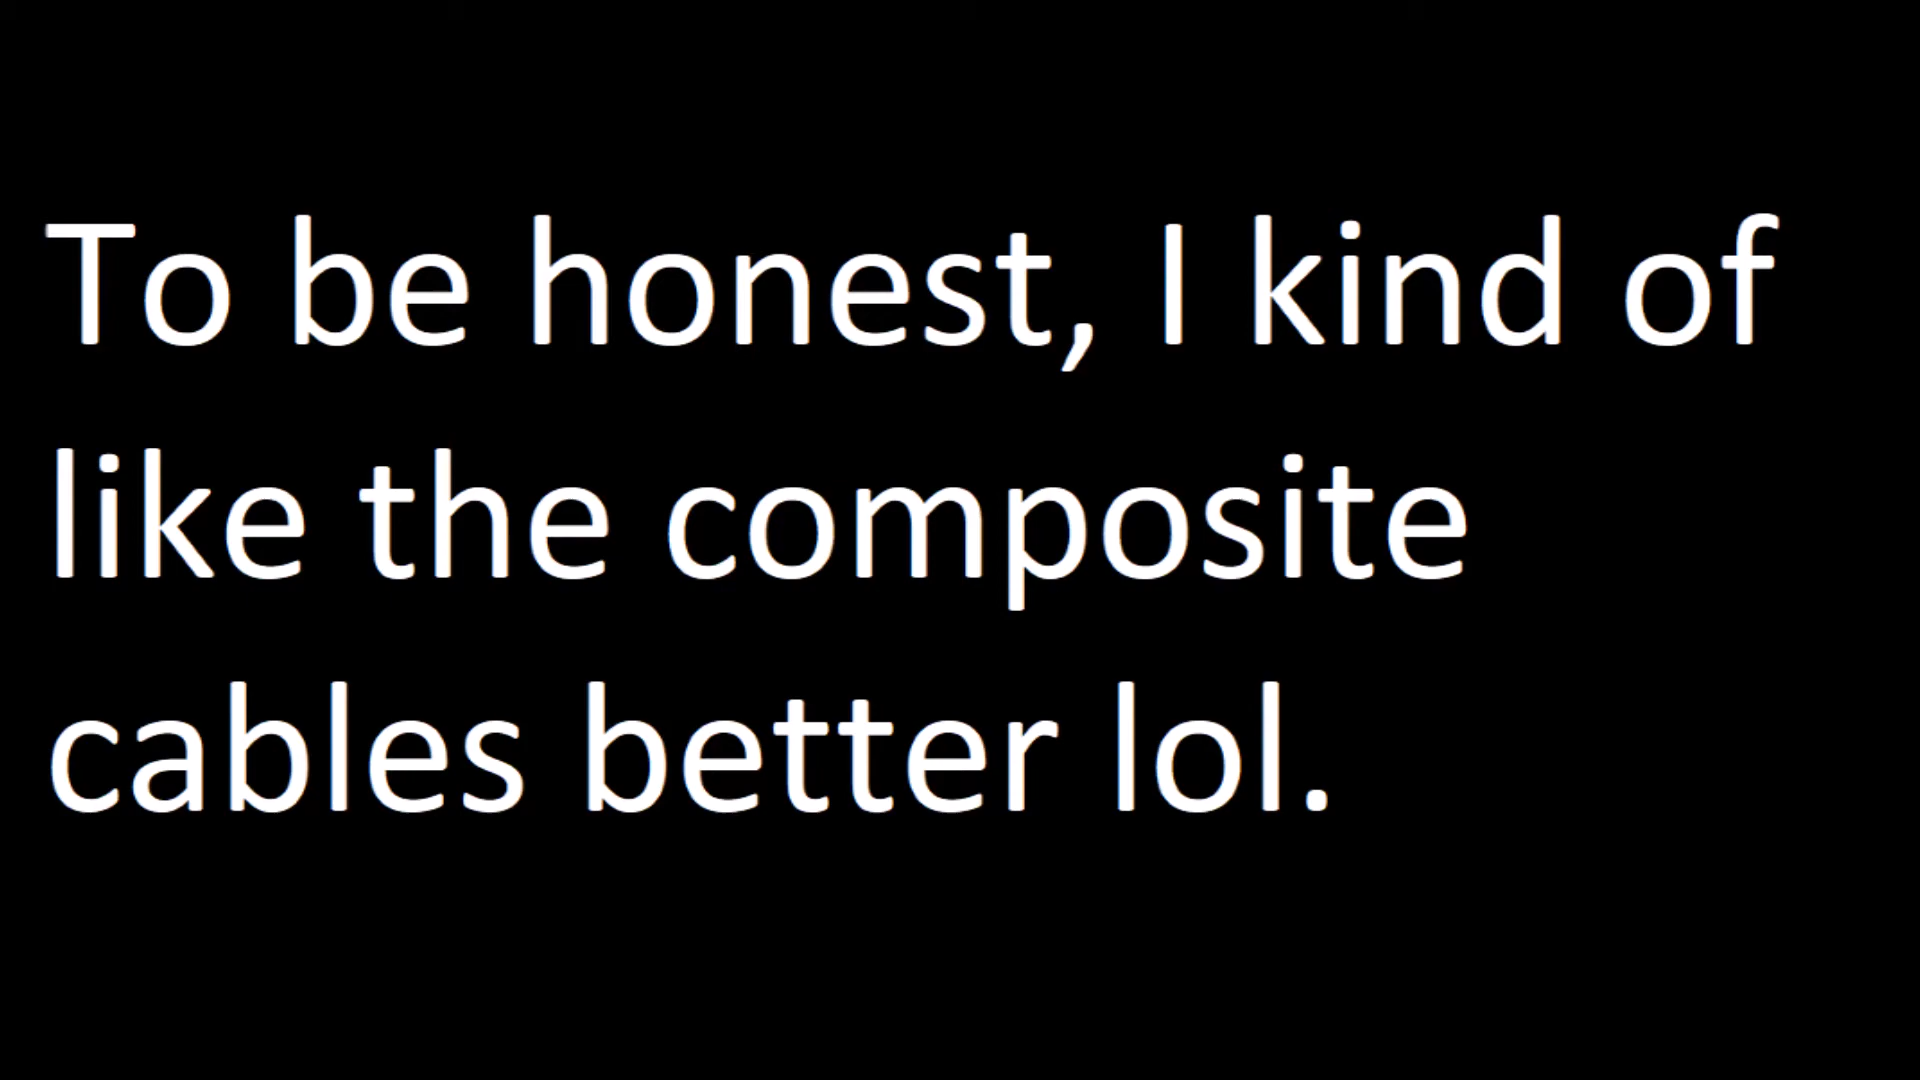 To be honest, I kind of
like the composite
cables better lol.